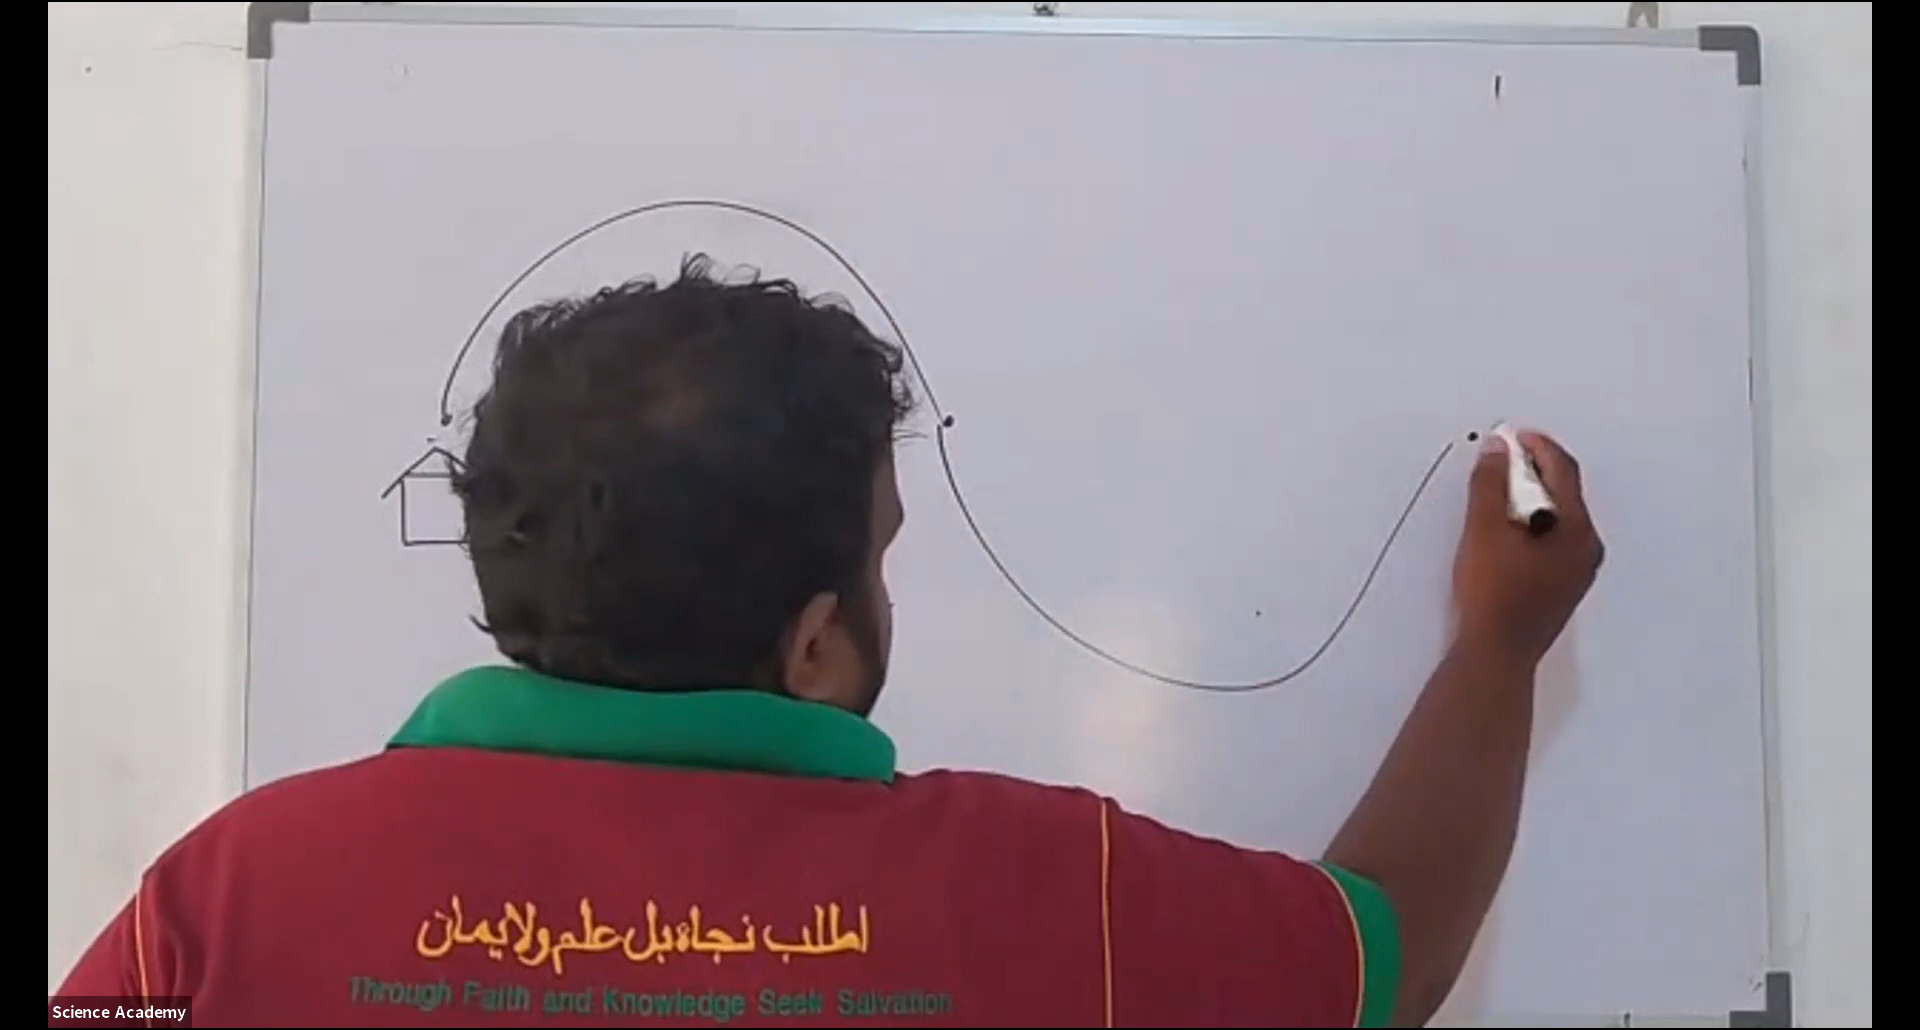 اطلب نجاة بل علم ولايمان
Through Faith and Knowledge Seek Salvation
Science Academy